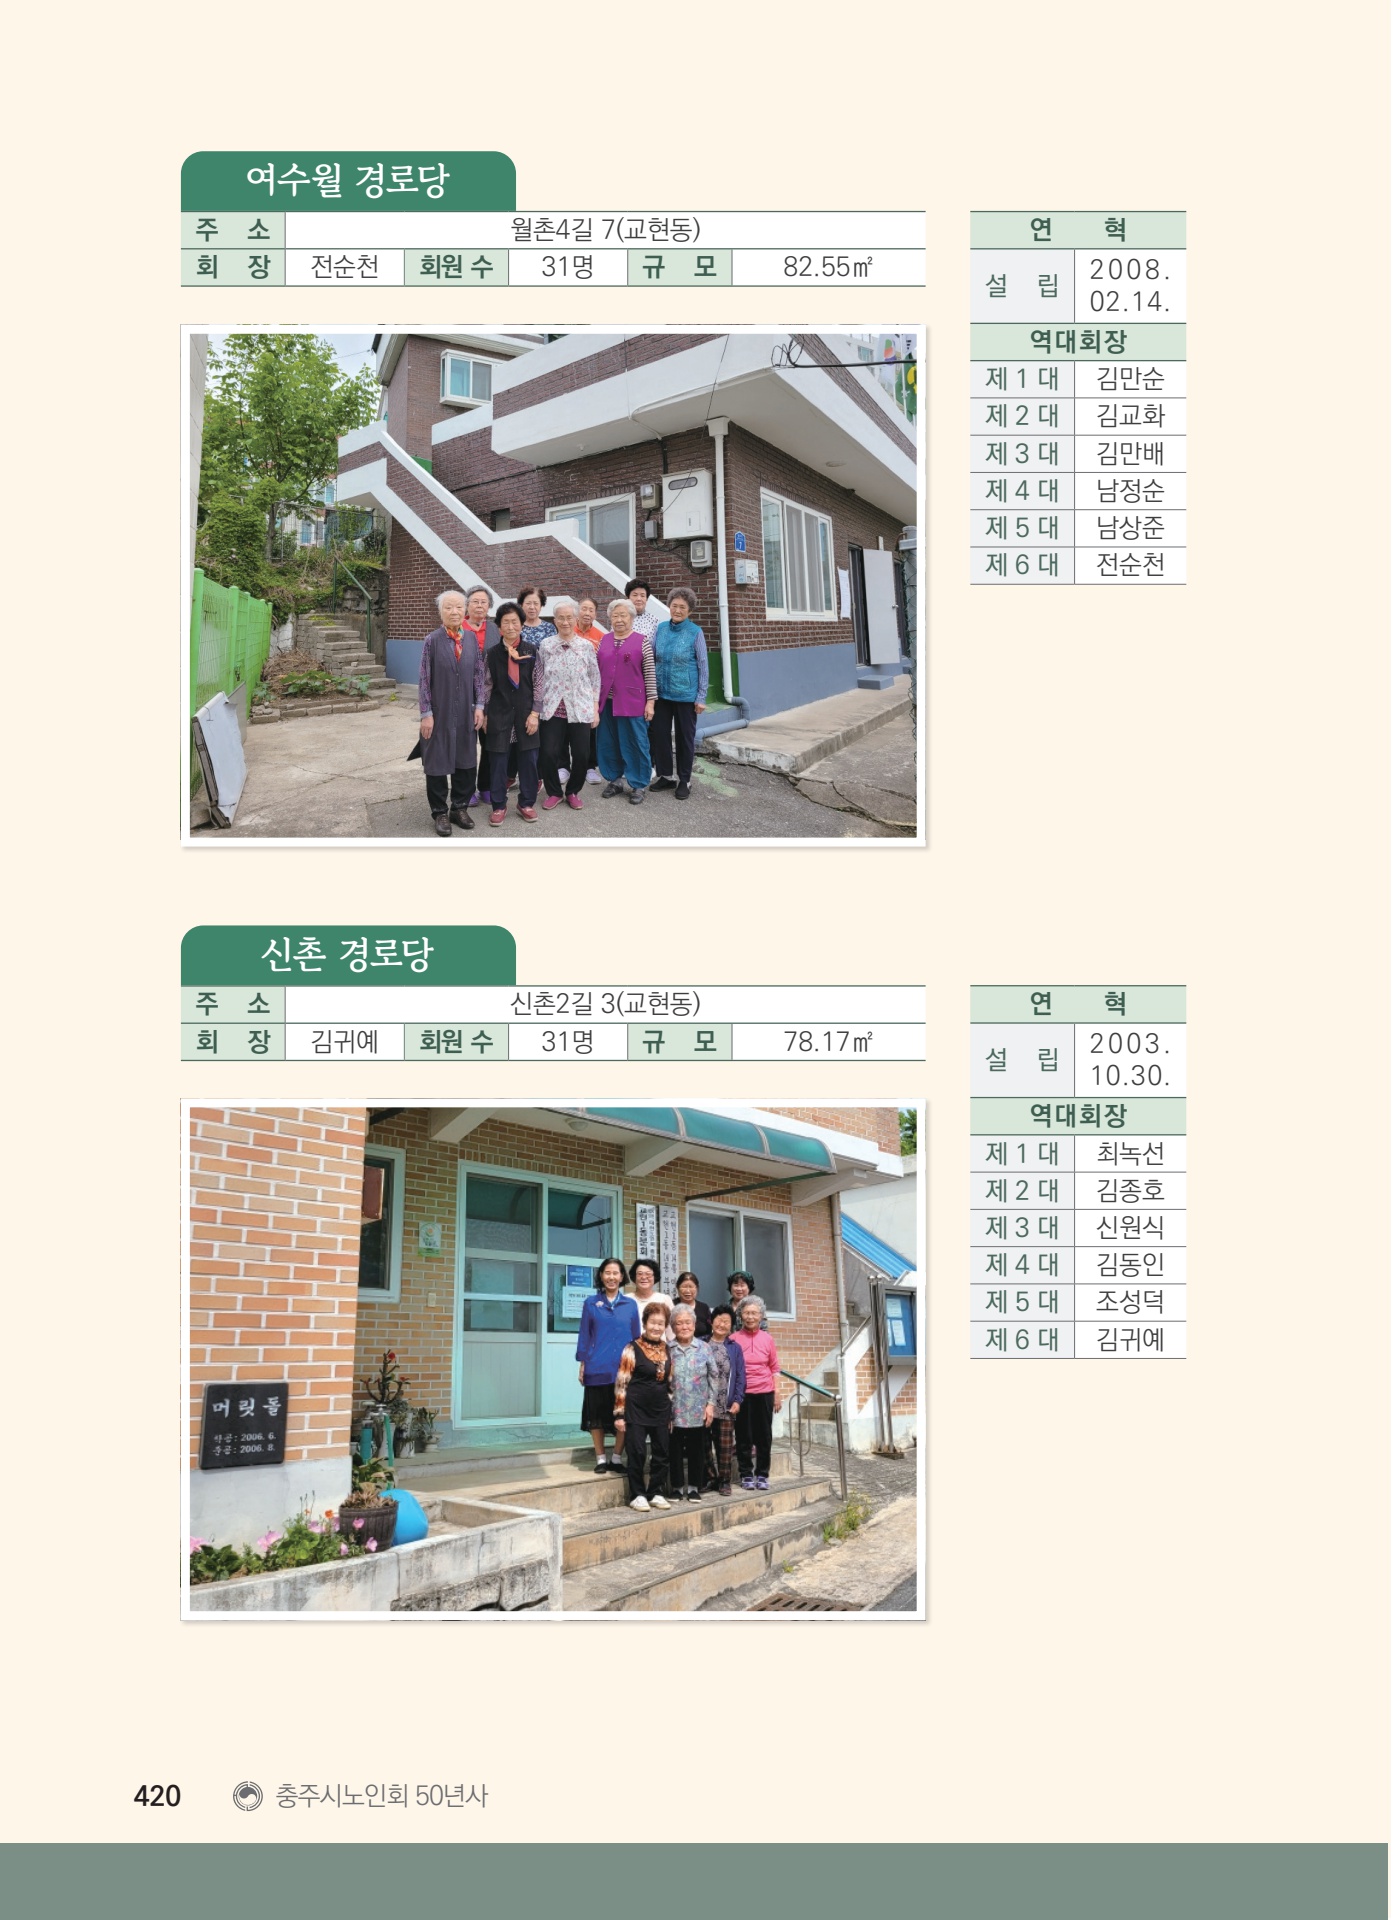 여수월 경로당
주 소 월촌4길 7(교현동)
회 장 전순천 회원 수 31명 규 모 82.55㎡
연 혁
설 립 2008. 02.14.
역대회장
제 1 대 김만순
제 2 대 김교화
제 3 대 김만배
제 4 대 남정순
제 5 대 남상준
제 6 대 전순천
신촌 경로당
주 소 신촌2길 3(교현동)
회 장 김귀예 회원 수 31명 규 모 78.17㎡
연 혁
설 립 2003. 10.30.
역대회장
제 1 대 최녹선
제 2 대 김종호
제 3 대 신원식
제 4 대 김동인
제 5 대 조성덕
제 6 대 김귀예
머릿돌
착공: 2006. 6.
준공: 2006. 8.
420 충주시노인회 50년사